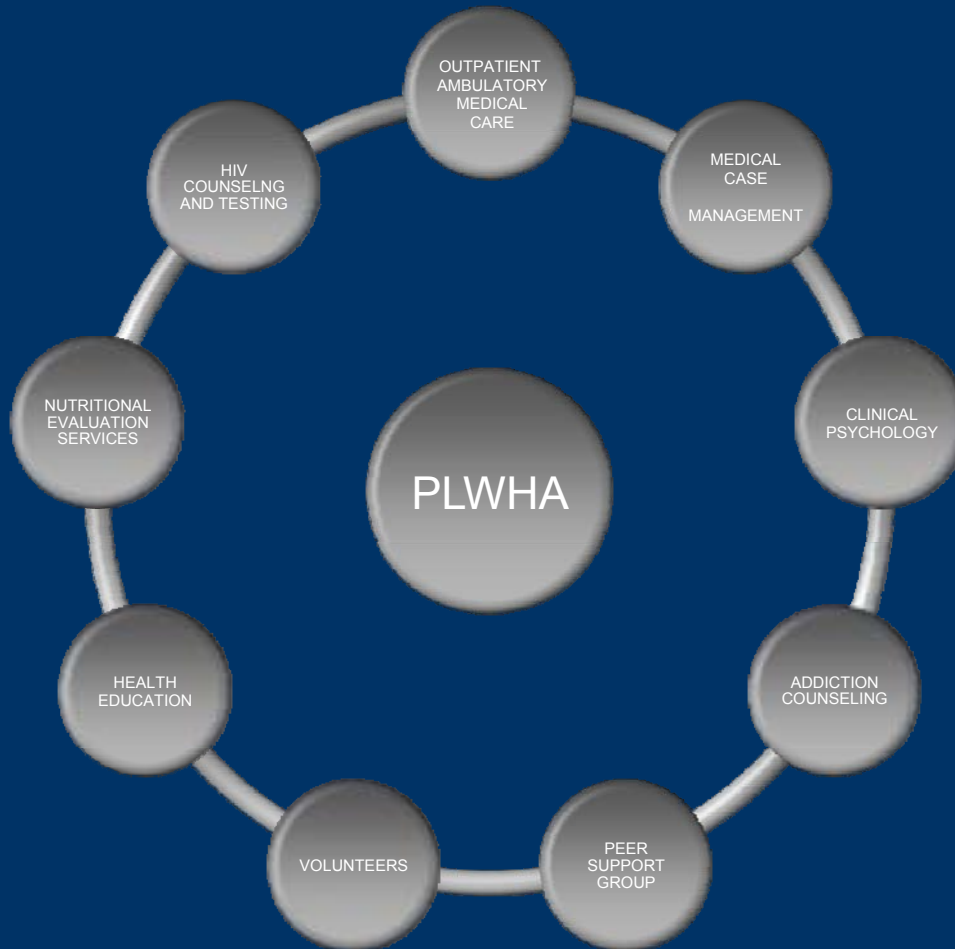 OUTPATIENT
AMBULATORY
MEDICAL
CARE
MEDICAL
CASE
MANAGEMENT
CLINICAL
PSYCHOLOGY
ADDICTION
COUNSELING
PEER
SUPPORT
GROUP
VOLUNTEERS
HEALTH
EDUCATION
NUTRITIONAL
EVALUATION
SERVICES
HIV
COUNSELNG
AND TESTING
PLWHA